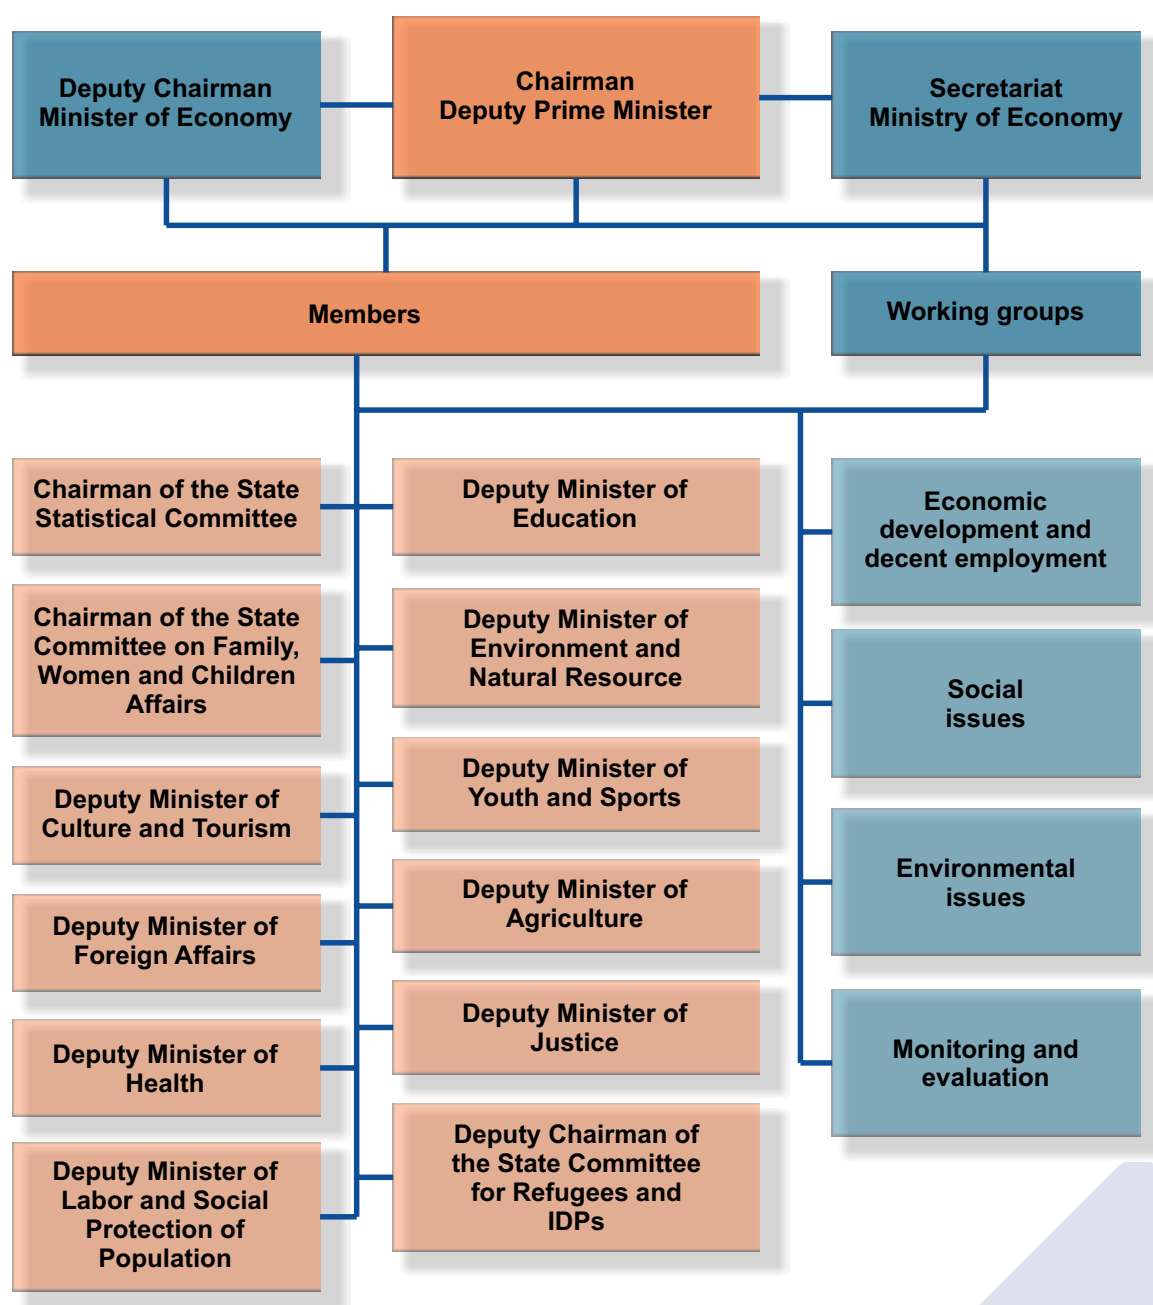 Deputy Chairman
Minister of Economy
Chairman
Deputy Prime Minister
Secretariat
Ministry of Economy
Members
Working groups
Chairman of the State
Statistical Committee
Chairman of the State
Committee on Family,
Women and Children
Affairs
Deputy Minister of
Culture and Tourism
Deputy Minister of
Foreign Affairs
Deputy Minister of
Health
Deputy Minister of
Labor and Social
Protection of
Population
Deputy Minister of
Education
Deputy Minister of
Environment and
Natural Resource
Deputy Minister of
Youth and Sports
Deputy Minister of
Agriculture
Deputy Minister of
Justice
Deputy Chairman of
the State Committee
for Refugees and
IDPs
Economic
development and
decent employment
Social
issues
Environmental
issues
Monitoring and
evaluation